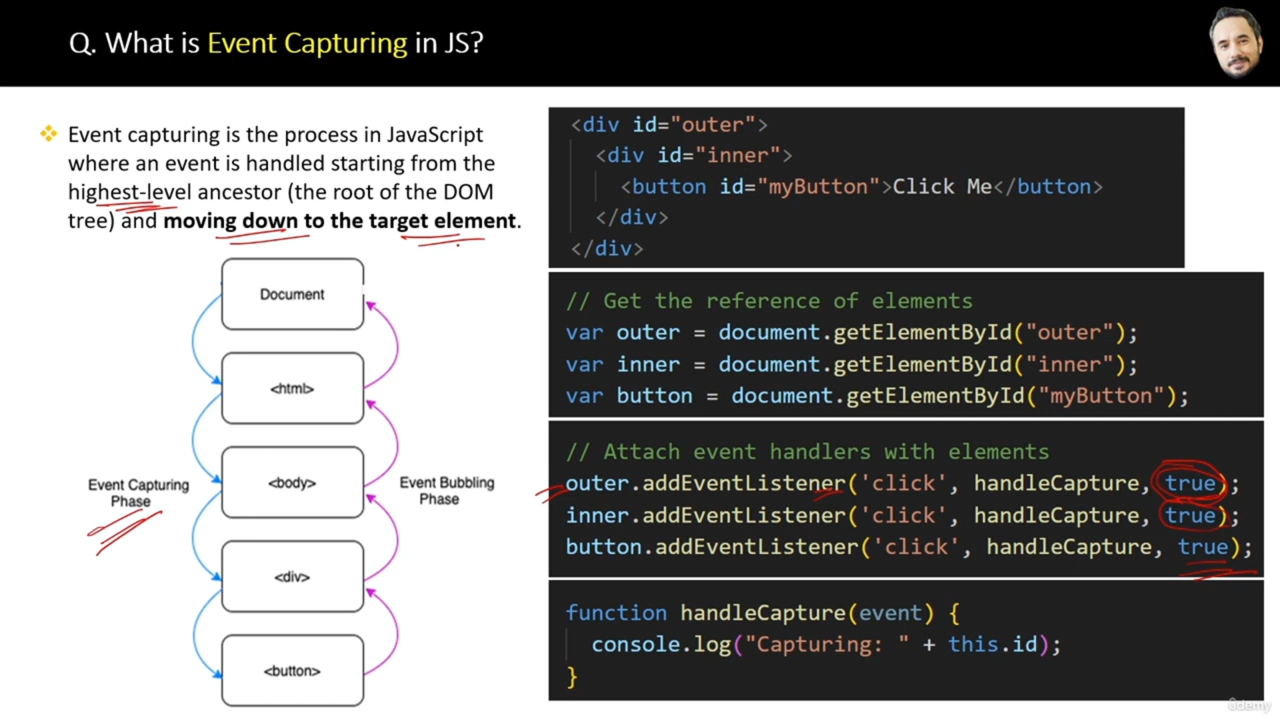 Q. What is Event Capturing in JS?
Event capturing is the process in JavaScript
where an event is handled starting from the
highest-level ancestor (the root of the DOM
tree) and moving down to the target element.
Document
<html>
<body>
<div>
<button>
Event Capturing
Phase
Event Bubbling
Phase
<div id="outer">
<div id="inner">
<button id="myButton">Click Me</button>
</div>
</div>
// Get the reference of elements
var outer = document.getElementById("outer");
var inner = document.getElementById("inner");
var button = document.getElementById("myButton");
// Attach event handlers with elements
outer.addEventListener('click', handleCapture, true);
inner.addEventListener('click', handleCapture, true);
button.addEventListener('click', handleCapture, true);
function handleCapture(event) {
console.log("Capturing: " + this.id);
}
Udemy